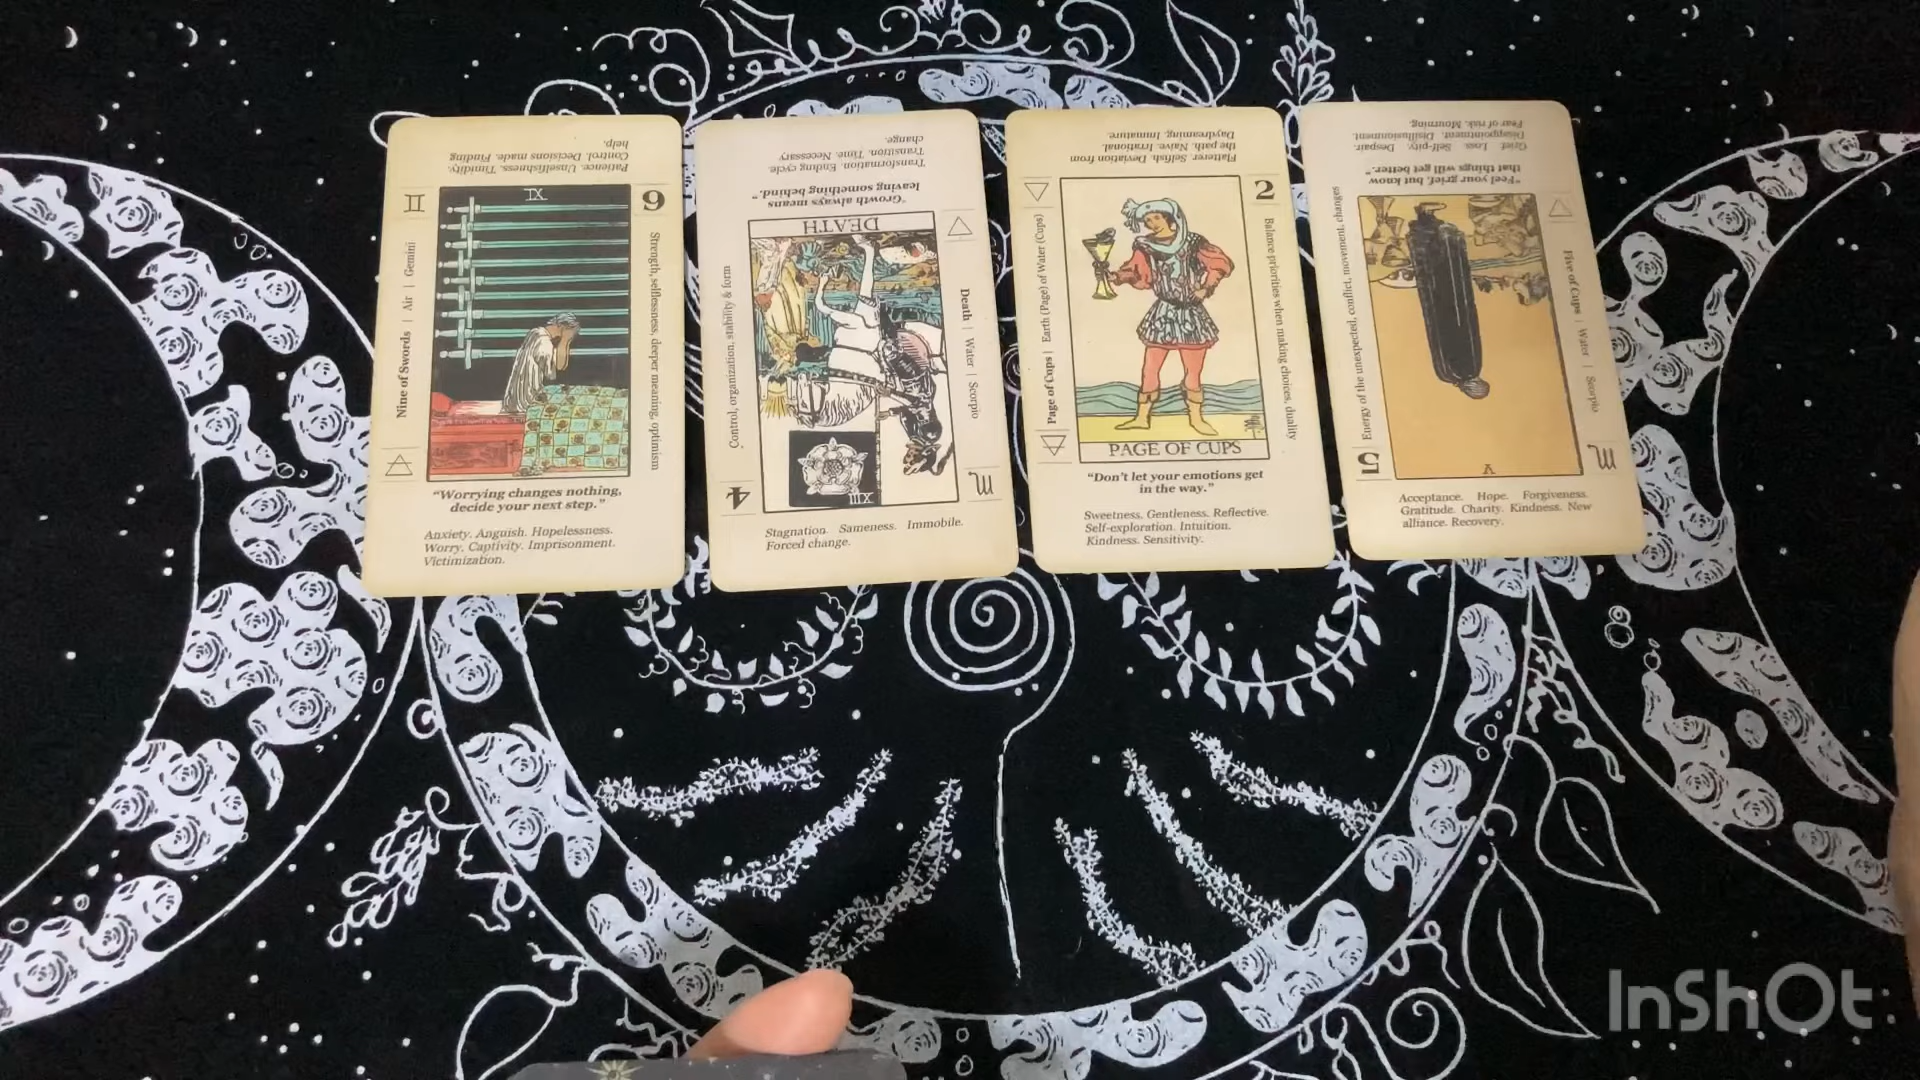 Patience. Unselfishness. Timidity.
Control. Decisions made. Finding
help.
IX
9
Nine of Swords | Air | Gemini
Strength, selflessness, deeper meaning, optimism
"Worrying changes nothing,
decide your next step."
Anxiety. Anguish. Hopelessness.
Worry. Captivity. Imprisonment.
Victimization.
Transformation. Ending cycle.
Transition. Time. Necessary
change.
"Growth always means
leaving something behind."
DEATH
Control, organization, stability & form
Death | Water | Scorpio
4
XIII
Stagnation. Sameness. Immobile.
Forced change.
Flatterer. Selfish. Deviation from
the path. Naive. Irrational.
Daydreaming. Immature.
2
Page of Cups | Earth (Page) of Water (Cups)
Balance priorities when making choices, duality
PAGE OF CUPS
"Don't let your emotions get
in the way."
Sweetness. Gentleness. Reflective.
Self-exploration. Intuition.
Kindness. Sensitivity.
Grief. Loss. Self-pity. Despair.
Disappointment. Disillusionment.
Fear of risk. Mourning.
"Feel your grief, but know
that things will get better."
Energy of the unexpected, conflict, movement, changes
Five of Cups | Water | Scorpio
5
V
Acceptance. Hope. Forgiveness.
Gratitude. Charity. Kindness. New
alliance. Recovery.
InShOt